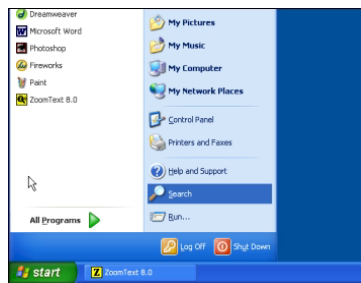 Dreamweaver
Microsoft Word
Photoshop
Fireworks
Paint
ZoomText 8.0
All Programs
My Pictures
My Music
My Computer
My Network Places
Control Panel
Printers and Faxes
Help and Support
Search
Run...
Log Off
Shut Down
start
ZoomText 8.0